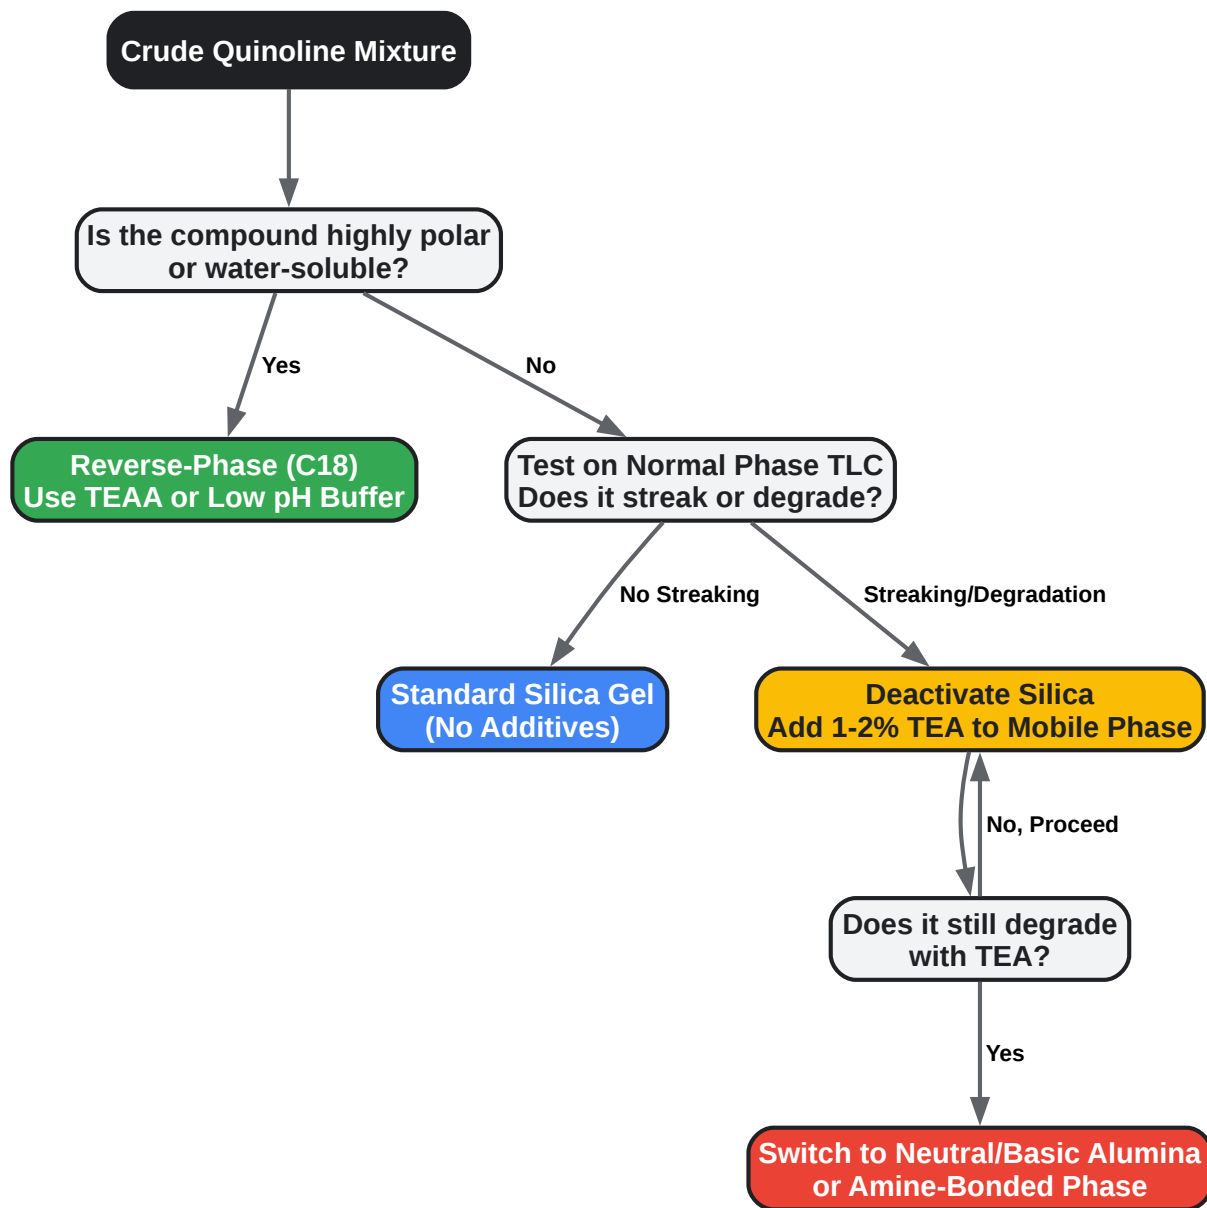 Crude Quinoline Mixture
Is the compound highly polar
or water-soluble?
Yes
No
Reverse-Phase (C18)
Use TEAA or Low pH Buffer
Test on Normal Phase TLC
Does it streak or degrade?
No Streaking
Streaking/Degradation
Standard Silica Gel
(No Additives)
Deactivate Silica
Add 1-2% TEA to Mobile Phase
No, Proceed
Does it still degrade
with TEA?
Yes
Switch to Neutral/Basic Alumina
or Amine-Bonded Phase